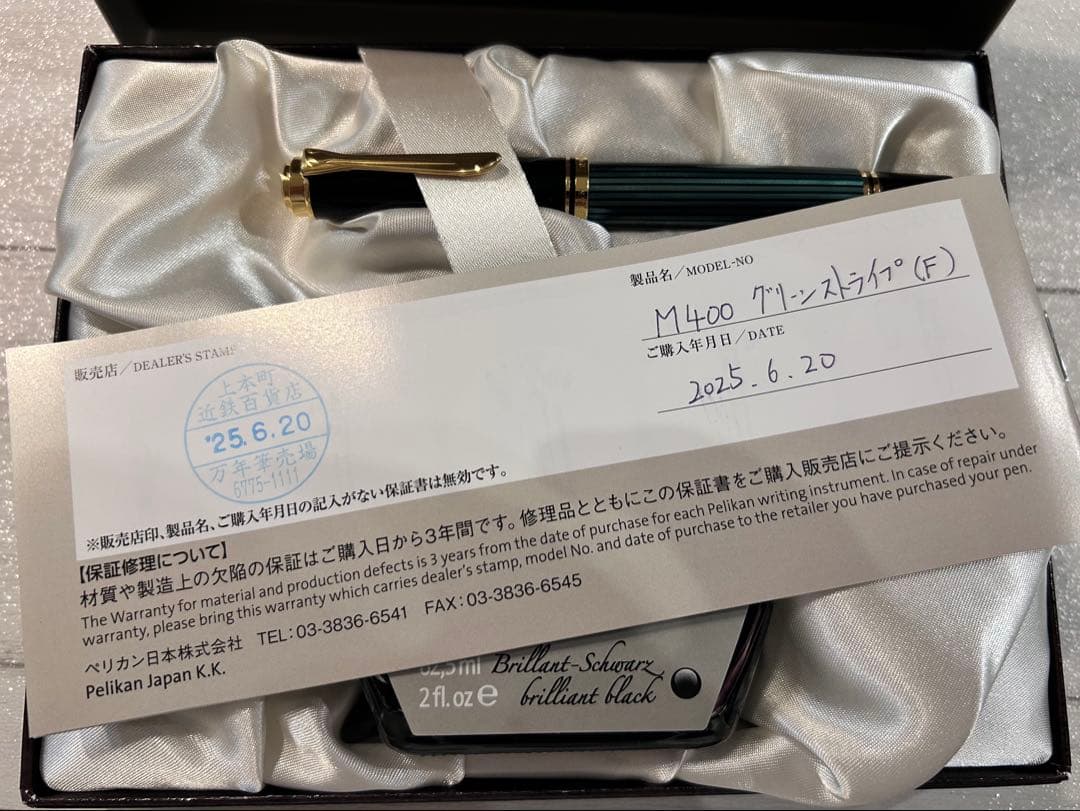 製品名／MODEL-NO
M400 グリーンストライプ(F)
ご購入年月日／DATE
2025.6.20
販売店／DEALER'S STAMP
上本町
近鉄百貨店
'25.6.20
万年筆売場
6775-1111
※販売店印、製品名、ご購入年月日の記入がない保証書は無効です。
【保証修理について】
材質や製造上の欠陥の保証はご購入日から3年間です。修理品とともにこの保証書をご購入販売店にご提示ください。
The Warranty for material and production defects is 3 years from the date of purchase for each Pelikan writing instrument. In case of repair under
warranty, please bring this warranty which carries dealer's stamp, model No. and date of purchase to the retailer you have purchased your pen.
ペリカン日本株式会社 TEL：03-3836-6541 FAX：03-3836-6545
Pelikan Japan K.K.
62,5ml Brillant-Schwarz
2 fl. oz e brilliant black